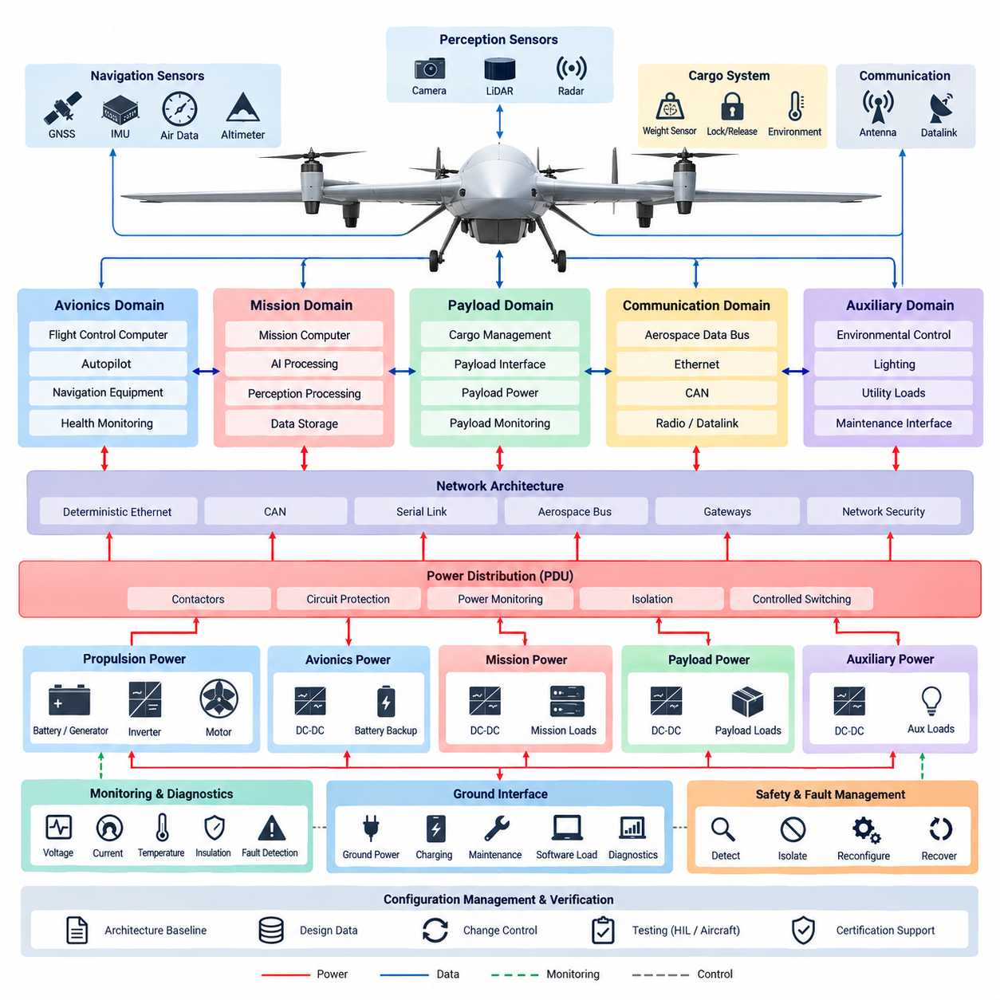 Perception Sensors
Camera
LiDAR
Radar
Navigation Sensors
GNSS
IMU
Air Data
Altimeter
Cargo System
Weight Sensor
Lock/Release
Environment
Communication
Antenna
Datalink
Avionics Domain
Flight Control Computer
Autopilot
Navigation Equipment
Health Monitoring
Mission Domain
Mission Computer
AI Processing
Perception Processing
Data Storage
Payload Domain
Cargo Management
Payload Interface
Payload Power
Payload Monitoring
Communication Domain
Aerospace Data Bus
Ethernet
CAN
Radio / Datalink
Auxiliary Domain
Environmental Control
Lighting
Utility Loads
Maintenance Interface
Network Architecture
Deterministic Ethernet
CAN
Serial Link
Aerospace Bus
Gateways
Network Security
Power Distribution (PDU)
Contactors
Circuit Protection
Power Monitoring
Isolation
Controlled Switching
Propulsion Power
Battery / Generator
Inverter
Motor
Avionics Power
DC-DC
Battery Backup
Mission Power
DC-DC
Mission Loads
Payload Power
DC-DC
Payload Loads
Auxiliary Power
DC-DC
Aux Loads
Monitoring & Diagnostics
Voltage
Current
Temperature
Insulation
Fault Detection
Ground Interface
Ground Power
Charging
Maintenance
Software Load
Diagnostics
Safety & Fault Management
Detect
Isolate
Reconfigure
Recover
Configuration Management & Verification
Architecture Baseline
Design Data
Change Control
Testing (HIL / Aircraft)
Certification Support
Power
Data
Monitoring
Control